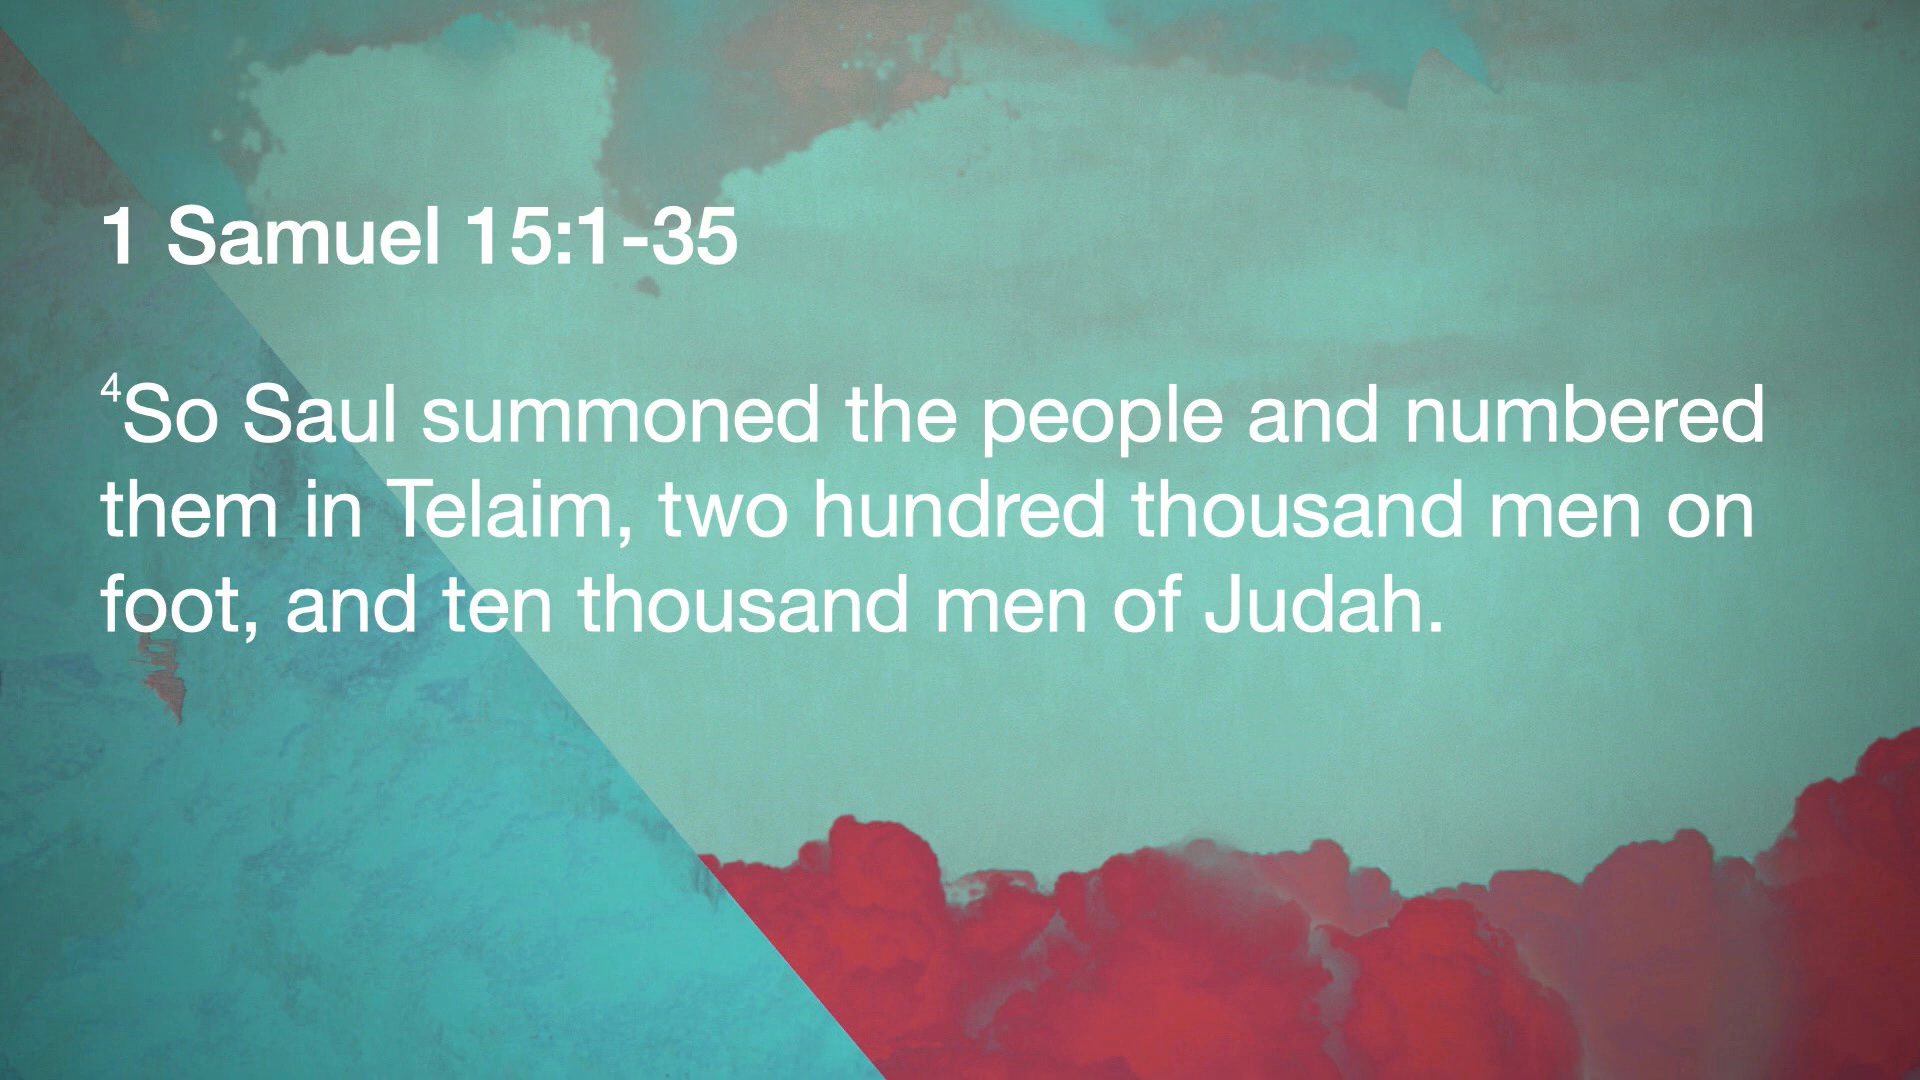 1 Samuel 15:1-35
⁴So Saul summoned the people and numbered
them in Telaim, two hundred thousand men on
foot, and ten thousand men of Judah.